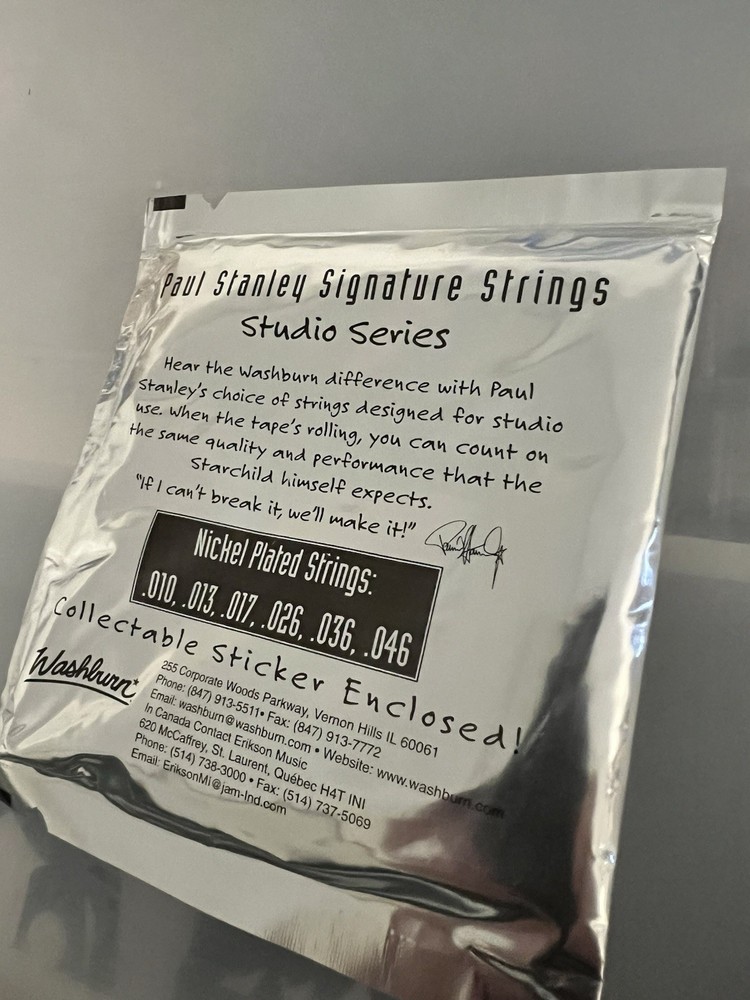 Paul Stanley Signature Strings
Studio Series
Hear the Washburn difference with Paul
Stanley's choice of strings designed for studio
use. When the tape's rolling, you can count on
the same quality and performance that the
Starchild himself expects.
"If I can't break it, we'll make it!"
Nickel Plated Strings:
.010, .013, .017, .026, .036, .046
Collectable Sticker Enclosed!
Washburn
255 Corporate Woods Parkway, Vernon Hills IL 60061
Phone: (847) 913-5511 • Fax: (847) 913-7772
Email: washburn@washburn.com • Website: www.washburn.com
In Canada Contact Erikson Music
620 McCaffrey, St. Laurent, Québec H4T INI
Phone: (514) 738-3000 • Fax: (514) 737-5069
Email: EriksonMi@jam-Ind.com